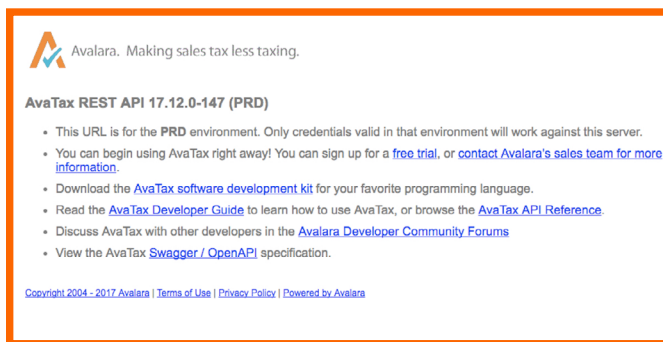 Avalara. Making sales tax less taxing.
AvaTax REST API 17.12.0-147 (PRD)
• This URL is for the PRD environment. Only credentials valid in that environment will work against this server.
• You can begin using AvaTax right away! You can sign up for a free trial, or contact Avalara's sales team for more
information.
• Download the AvaTax software development kit for your favorite programming language.
• Read the AvaTax Developer Guide to learn how to use AvaTax, or browse the AvaTax API Reference.
• Discuss AvaTax with other developers in the Avalara Developer Community Forums
• View the AvaTax Swagger / OpenAPI specification.
Copyright 2004 - 2017 Avalara | Terms of Use | Privacy Policy | Powered by Avalara